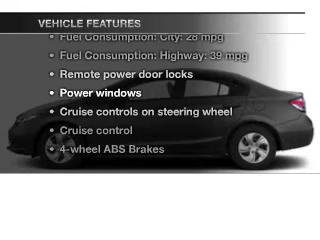 VEHICLE FEATURES
• Fuel Consumption: City: 28 mpg
• Fuel Consumption: Highway: 39 mpg
• Remote power door locks
• Power windows
• Cruise controls on steering wheel
• Cruise control
• 4-wheel ABS Brakes